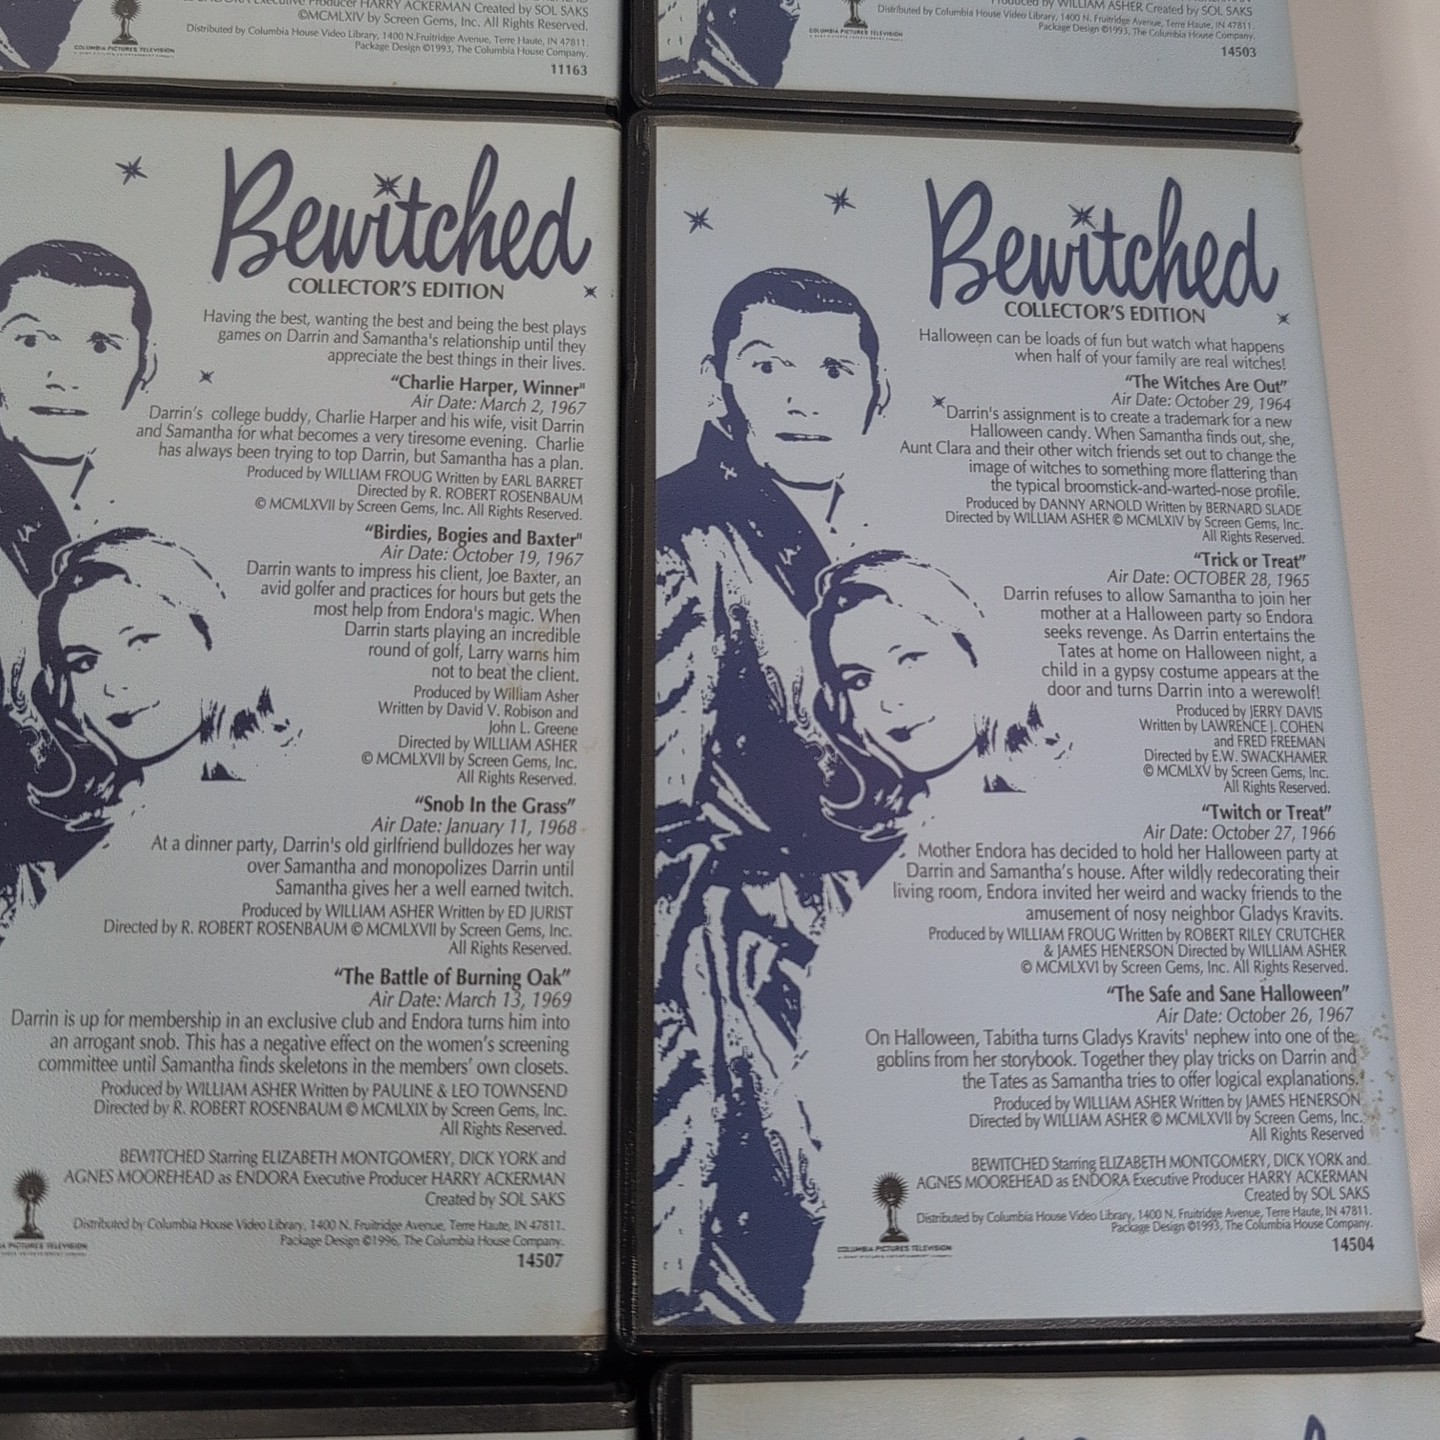 Executive Producer HARRY ACKERMAN Created by SOL SAKS
©MCMLXIV by Screen Gems, Inc. All Rights Reserved.
Distributed by Columbia House Video Library, 1400 N.Fruitridge Avenue, Terre Haute, IN 47811.
Package Design ©1993, The Columbia House Company.
COLUMBIA PICTURES TELEVISION
11163
Produced by WILLIAM ASHER Created by SOL SAKS
Distributed by Columbia House Video Library, 1400 N. Fruitridge Avenue, Terre Haute, IN 47811.
Package Design ©1993, The Columbia House Company.
COLUMBIA PICTURES TELEVISION
14503
Bewitched
COLLECTOR'S EDITION
Having the best, wanting the best and being the best plays
games on Darrin and Samantha's relationship until they
appreciate the best things in their lives.
"Charlie Harper, Winner"
Air Date: March 2, 1967
Darrin's college buddy, Charlie Harper and his wife, visit Darrin
and Samantha for what becomes a very tiresome evening. Charlie
has always been trying to top Darrin, but Samantha has a plan.
Produced by WILLIAM FROUG Written by EARL BARRET
Directed by R. ROBERT ROSENBAUM
© MCMLXVII by Screen Gems, Inc. All Rights Reserved.
"Birdies, Bogies and Baxter"
Air Date: October 19, 1967
Darrin wants to impress his client, Joe Baxter, an
avid golfer and practices for hours but gets the
most help from Endora's magic. When
Darrin starts playing an incredible
round of golf, Larry warns him
not to beat the client.
Produced by William Asher
Written by David V. Robison and
John L. Greene
Directed by WILLIAM ASHER
© MCMLXVII by Screen Gems, Inc.
All Rights Reserved.
"Snob In the Grass"
Air Date: January 11, 1968
At a dinner party, Darrin's old girlfriend bulldozes her way
over Samantha and monopolizes Darrin until
Samantha gives her a well earned twitch.
Produced by WILLIAM ASHER Written by ED JURIST
Directed by R. ROBERT ROSENBAUM © MCMLXVII by Screen Gems, Inc.
All Rights Reserved.
"The Battle of Burning Oak"
Air Date: March 13, 1969
Darrin is up for membership in an exclusive club and Endora turns him into
an arrogant snob. This has a negative effect on the women's screening
committee until Samantha finds skeletons in the members' own closets.
Produced by WILLIAM ASHER Written by PAULINE & LEO TOWNSEND
Directed by R. ROBERT ROSENBAUM © MCMLXIX by Screen Gems, Inc.
All Rights Reserved.
BEWITCHED Starring ELIZABETH MONTGOMERY, DICK YORK and
AGNES MOOREHEAD as ENDORA Executive Producer HARRY ACKERMAN
Created by SOL SAKS
Distributed by Columbia House Video Library, 1400 N. Fruitridge Avenue, Terre Haute, IN 47811.
Package Design ©1996, The Columbia House Company.
PICTURES TELEVISION
14507
Bewitched
COLLECTOR'S EDITION
Halloween can be loads of fun but watch what happens
when half of your family are real witches!
"The Witches Are Out"
Air Date: October 29, 1964
Darrin's assignment is to create a trademark for a new
Halloween candy. When Samantha finds out, she,
Aunt Clara and their other witch friends set out to change the
image of witches to something more flattering than
the typical broomstick-and-warted-nose profile.
Produced by DANNY ARNOLD Written by BERNARD SLADE
Directed by WILLIAM ASHER © MCMLXIV by Screen Gems, Inc.
All Rights Reserved.
"Trick or Treat"
Air Date: OCTOBER 28, 1965
Darrin refuses to allow Samantha to join her
mother at a Halloween party so Endora
seeks revenge. As Darrin entertains the
Tates at home on Halloween night, a
child in a gypsy costume appears at the
door and turns Darrin into a werewolf!
Produced by JERRY DAVIS
Written by LAWRENCE J. COHEN
and FRED FREEMAN
Directed by E.W. SWACKHAMER
© MCMLXV by Screen Gems, Inc.
All Rights Reserved.
"Twitch or Treat"
Air Date: October 27, 1966
Mother Endora has decided to hold her Halloween party at
Darrin and Samantha's house. After wildly redecorating their
living room, Endora invited her weird and wacky friends to the
amusement of nosy neighbor Gladys Kravits.
Produced by WILLIAM FROUG Written by ROBERT RILEY CRUTCHER
& JAMES HENERSON Directed by WILLIAM ASHER
© MCMLXVI by Screen Gems, Inc. All Rights Reserved.
"The Safe and Sane Halloween"
Air Date: October 26, 1967
On Halloween, Tabitha turns Gladys Kravits' nephew into one of the
goblins from her storybook. Together they play tricks on Darrin and
the Tates as Samantha tries to offer logical explanations.
Produced by WILLIAM ASHER Written by JAMES HENERSON
Directed by WILLIAM ASHER © MCMLXVII by Screen Gems, Inc.
All Rights Reserved
BEWITCHED Starring ELIZABETH MONTGOMERY, DICK YORK and
AGNES MOOREHEAD as ENDORA Executive Producer HARRY ACKERMAN
Created by SOL SAKS
Distributed by Columbia House Video Library, 1400 N. Fruitridge Avenue, Terre Haute, IN 47811.
Package Design ©1993, The Columbia House Company.
COLUMBIA PICTURES TELEVISION
14504